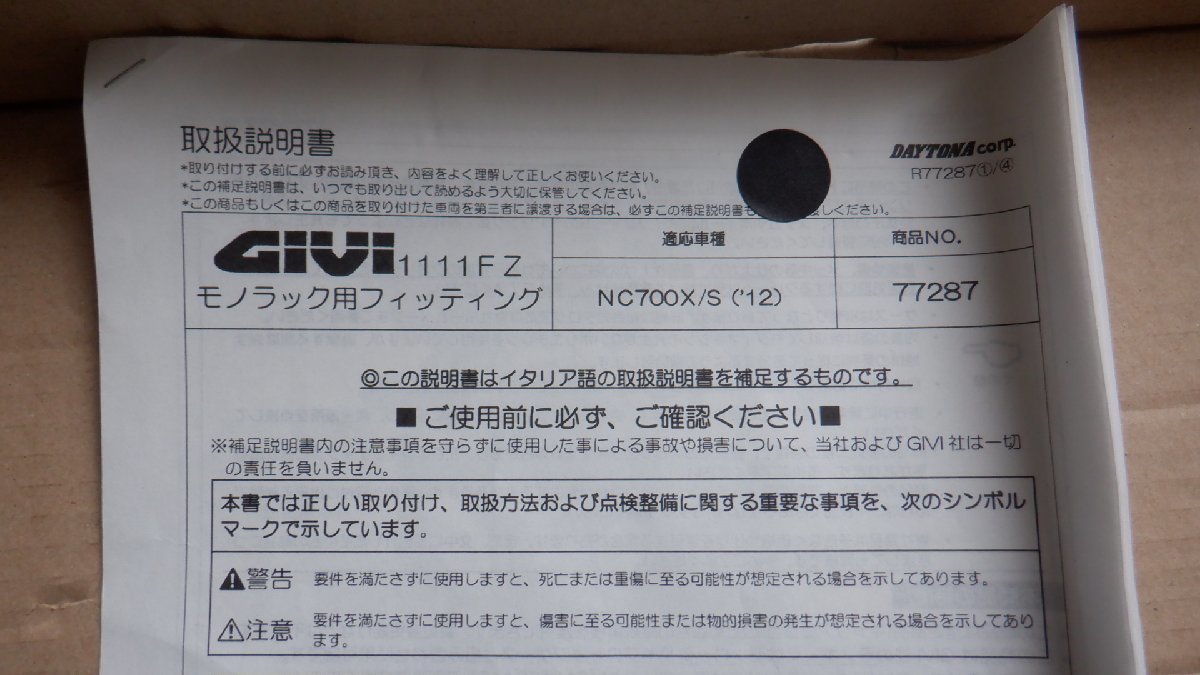 取扱説明書
DAYTONA corp.
R77287①/④
*取り付けする前に必ずお読み頂き、内容をよく理解して正しくお使いください。
*この補足説明書は、いつでも取り出して読めるよう大切に保管してください。
*この商品もしくはこの商品を取り付けた車両を第三者に譲渡する場合は、必ずこの補足説明書も しください。
GIVI 1111FZ
モノラック用フィッティング
適応車種
商品NO.
NC700X/S ('12)
77287
◎この説明書はイタリア語の取扱説明書を補足するものです。
■ご使用前に必ず、ご確認ください■
※補足説明書内の注意事項を守らずに使用した事による事故や損害について、当社およびGIVI社は一切
の責任を負いません。
本書では正しい取り付け、取扱方法および点検整備に関する重要な事項を、次のシンボル
マークで示しています。
⚠警告 要件を満たさずに使用しますと、死亡または重傷に至る可能性が想定される場合を示してあります。
⚠注意 要件を満たさずに使用しますと、傷害に至る可能性または物的損害の発生が想定される場合を示してあり
ます。